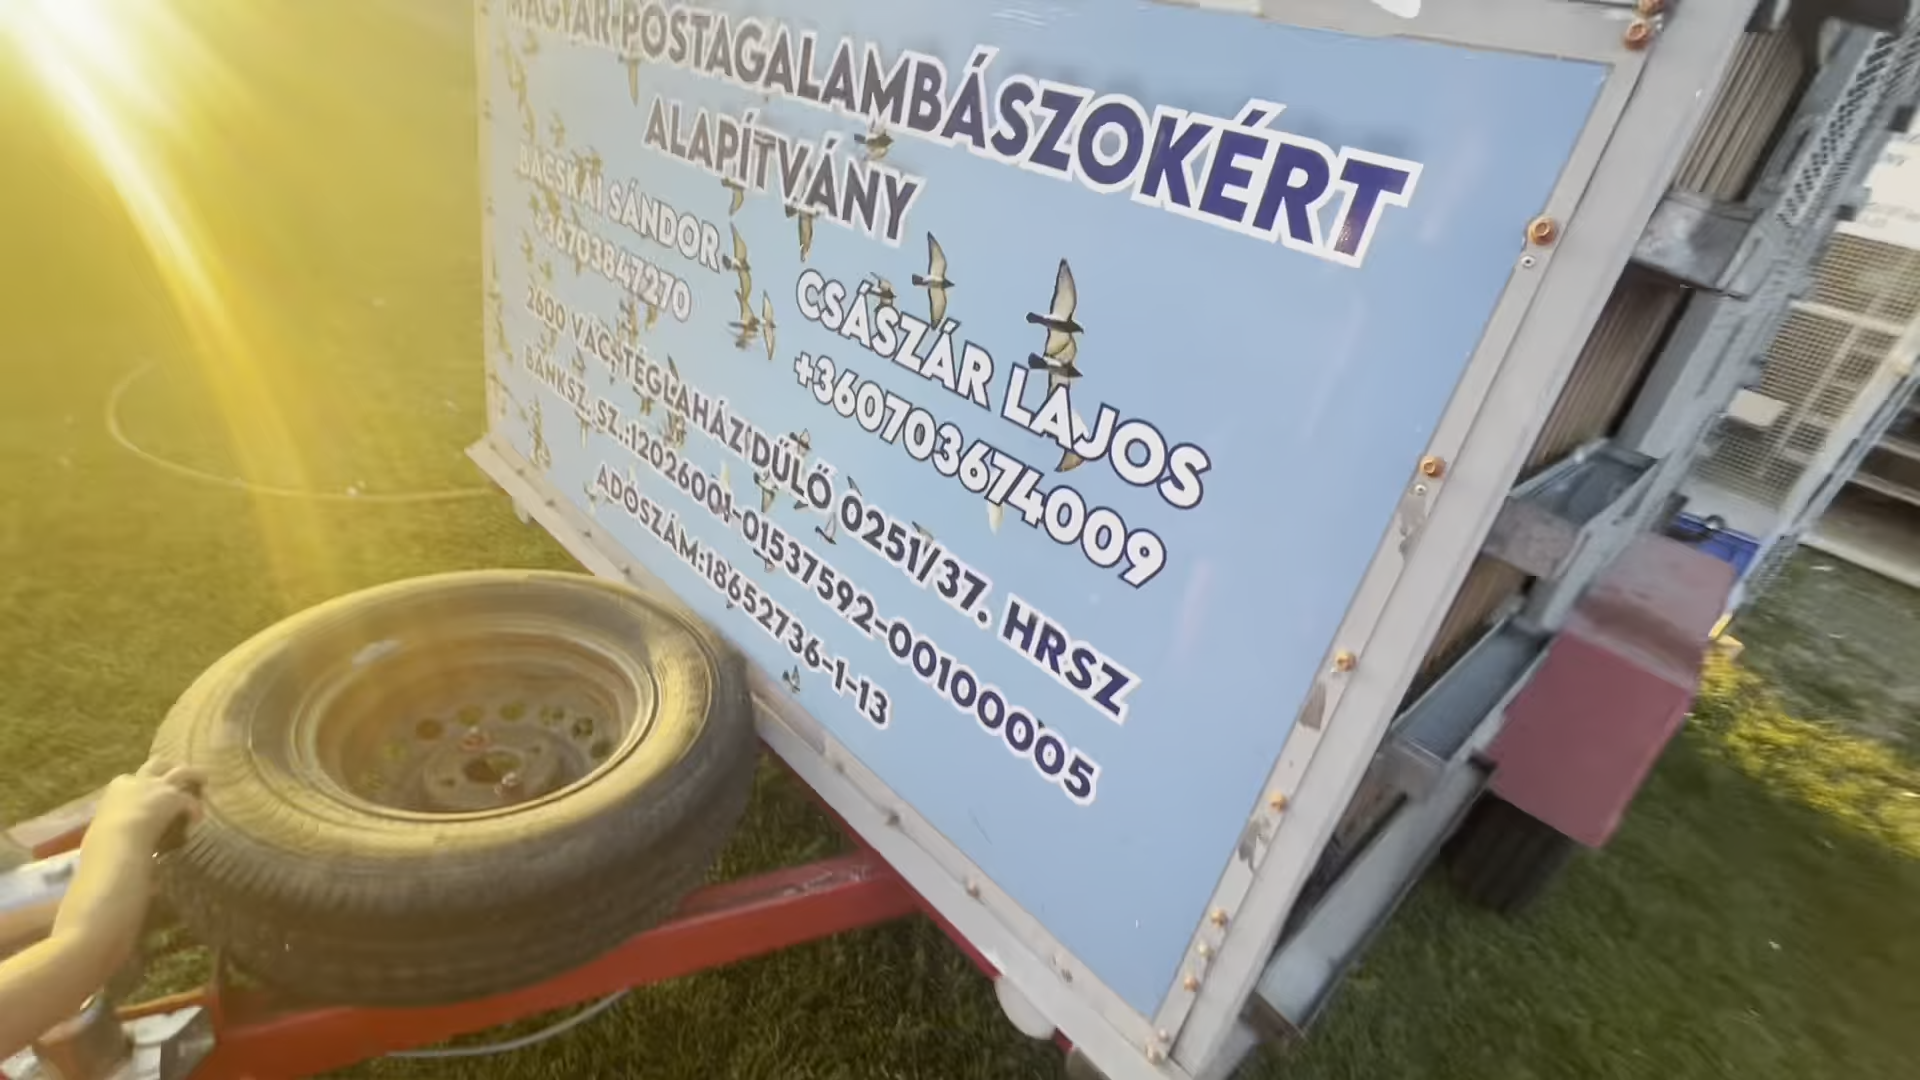 MAGYAR-POSTAGALAMBÁSZOKÉRT
ALAPÍTVÁNY
BACSKAI SÁNDOR
+36703847270
CSÁSZÁR LAJOS
+360703674009
2600 VÁC, TÉGLAHÁZ DŰLŐ 0251/37. HRSZ
BANKSZ. SZ.:12026001-01537592-00100005
ADÓSZÁM:18652736-1-13